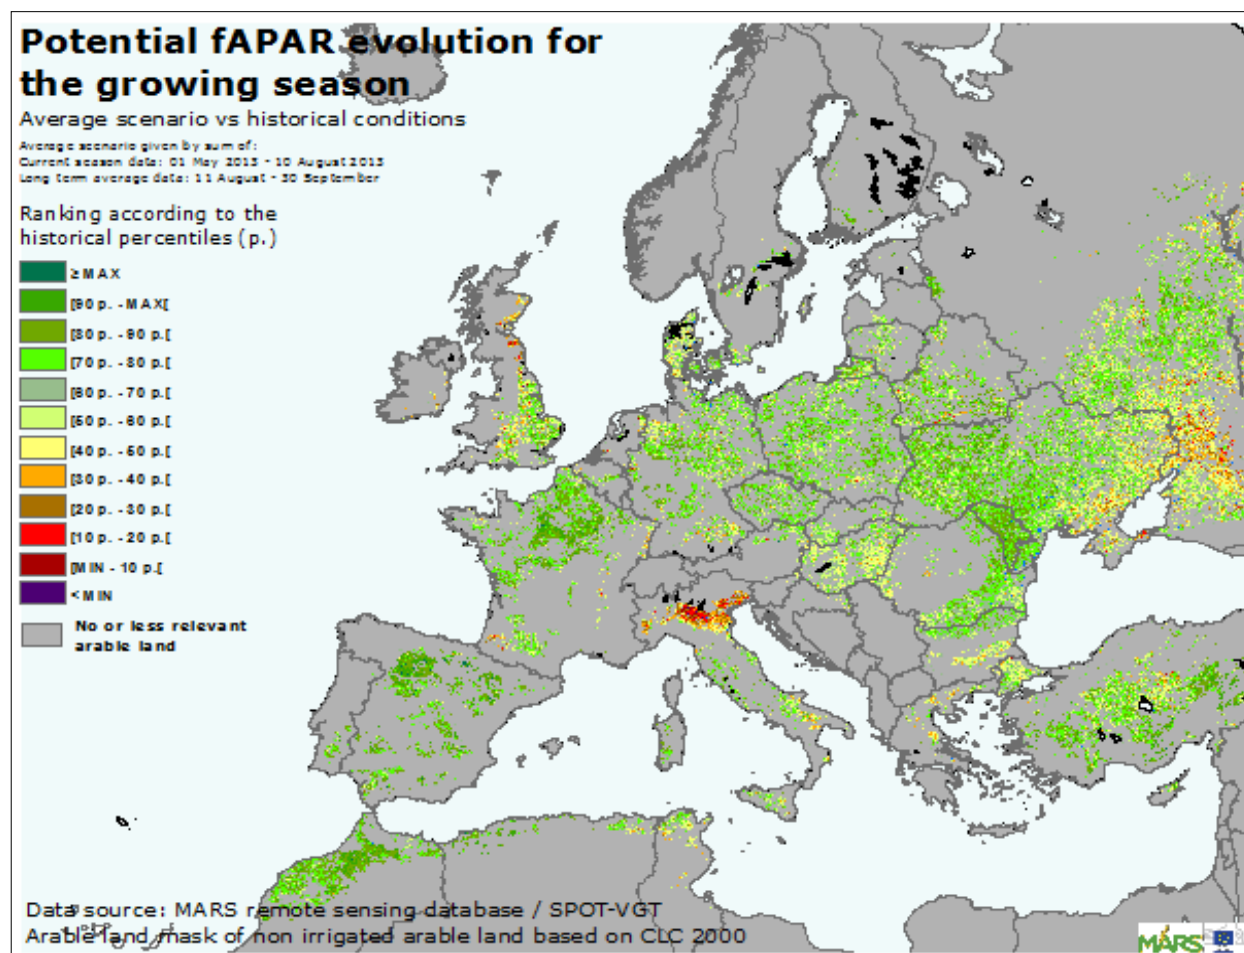 Potential fAPAR evolution for
the growing season
Average scenario vs historical conditions
Average scenario given by sum of:
Current season data: 01 May 2013 - 10 August 2013
Long term average data: 11 August - 30 September
Ranking according to the
historical percentiles (p.)
≥MAX
[90 p. -MAX[
[80 p. -90 p.[
[70 p. -80 p.[
[60 p. -70 p.[
[50 p. -60 p.[
[40 p. -50 p.[
[30 p. -40 p.[
[20 p. -30 p.[
[10 p. -20 p.[
[MIN - 10 p.[
<MIN
No or less relevant
arable land
Data source: MARS remote sensing database / SPOT-VGT
Arable land mask of non irrigated arable land based on CLC 2000
MARS